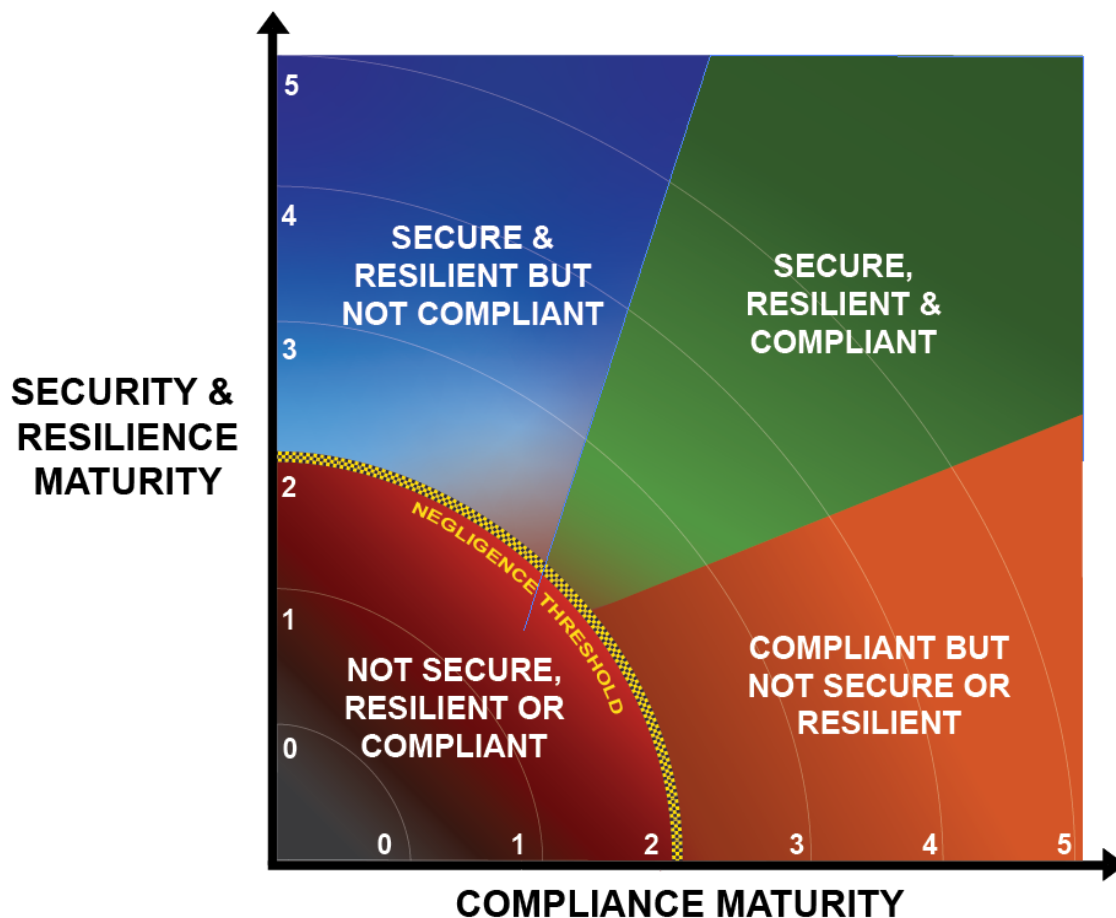 5
4
3
2
1
0
SECURE &
RESILIENT BUT
NOT COMPLIANT
SECURE,
RESILIENT &
COMPLIANT
SECURITY &
RESILIENCE
MATURITY
NEGLIGENCE THRESHOLD
NOT SECURE,
RESILIENT OR
COMPLIANT
COMPLIANT BUT
NOT SECURE OR
RESILIENT
0 1 2 3 4 5
COMPLIANCE MATURITY